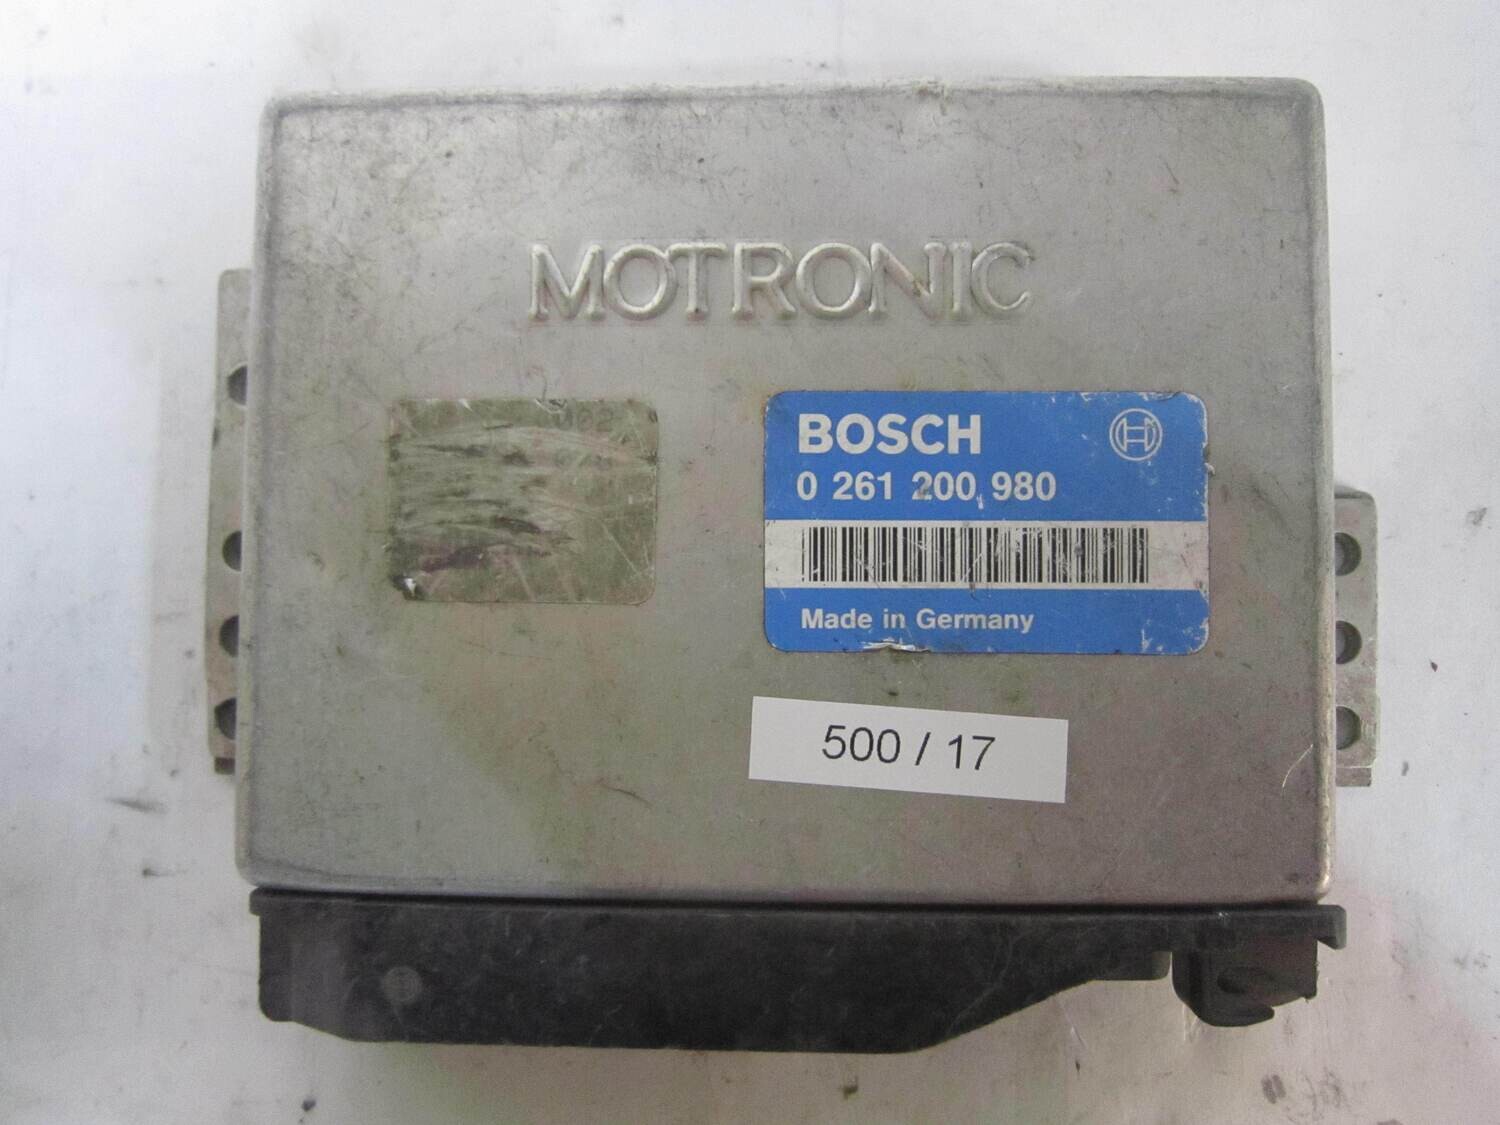 MOTRONIC
BOSCH
0 261 200 980
Made in Germany
500 / 17